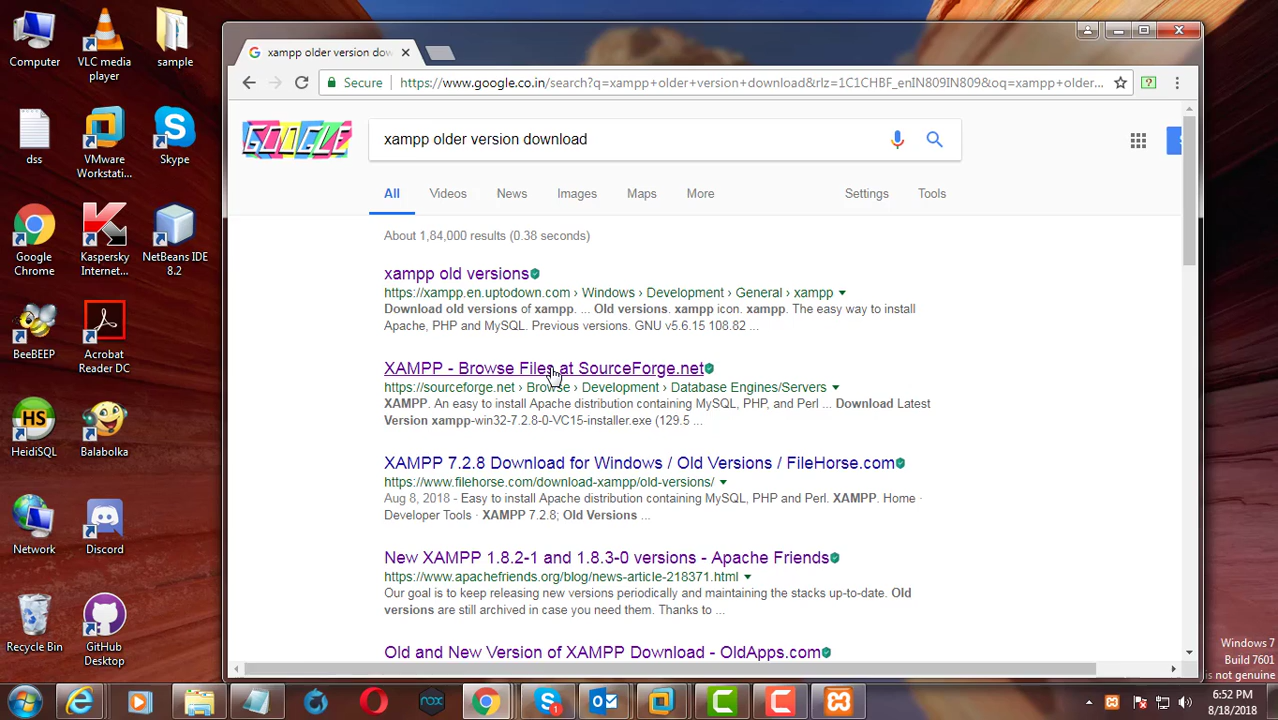 Computer
VLC media player
sample
dss
VMware Workstati...
Skype
Google Chrome
Kaspersky Internet...
NetBeans IDE 8.2
BeeBEEP
Acrobat Reader DC
HS
HeidiSQL
Balabolka
Network
Discord
Recycle Bin
GitHub Desktop
xampp older version dow
Secure
https://www.google.co.in/search?q=xampp+older+version+download&rlz=1C1CHBF_enIN809IN809&oq=xampp+older...
GOOGLE
xampp older version download
All Videos News Images Maps More Settings Tools
About 1,84,000 results (0.38 seconds)
xampp old versions
https://xampp.en.uptodown.com › Windows › Development › General › xampp
Download old versions of xampp. ... Old versions. xampp icon. xampp. The easy way to install
Apache, PHP and MySQL. Previous versions. GNU v5.6.15 108.82 ...
XAMPP - Browse Files at SourceForge.net
https://sourceforge.net › Browse › Development › Database Engines/Servers
XAMPP. An easy to install Apache distribution containing MySQL, PHP, and Perl ... Download Latest
Version xampp-win32-7.2.8-0-VC15-installer.exe (129.5 ...
XAMPP 7.2.8 Download for Windows / Old Versions / FileHorse.com
https://www.filehorse.com/download-xampp/old-versions/
Aug 8, 2018 - Easy to install Apache distribution containing MySQL, PHP and Perl. XAMPP. Home ·
Developer Tools · XAMPP 7.2.8; Old Versions ...
New XAMPP 1.8.2-1 and 1.8.3-0 versions - Apache Friends
https://www.apachefriends.org/blog/news-article-218371.html
Our goal is to keep releasing new versions periodically and maintaining the stacks up-to-date. Old
versions are still archived in case you need them. Thanks to ...
Old and New Version of XAMPP Download - OldApps.com
Windows 7
Build 7601
is not genuine
nox
6:52 PM
8/18/2018